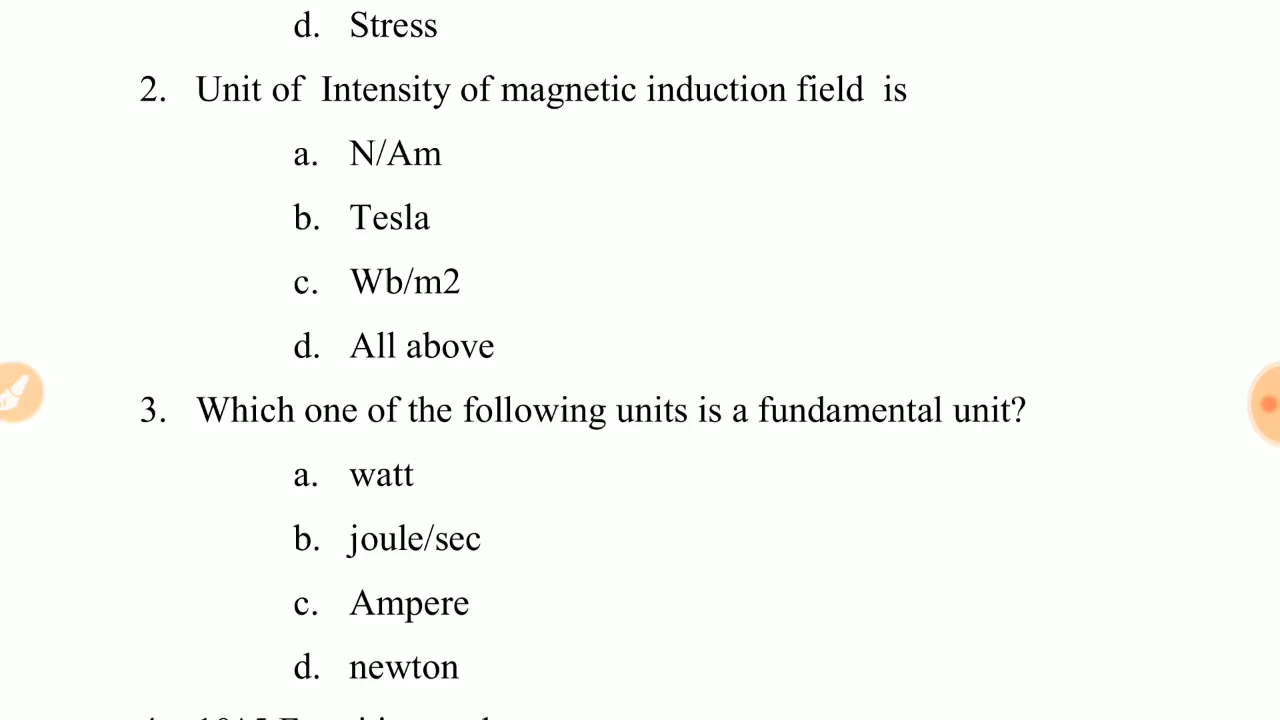 d. Stress
2. Unit of Intensity of magnetic induction field is
a. N/Am
b. Tesla
c. Wb/m2
d. All above
3. Which one of the following units is a fundamental unit?
a. watt
b. joule/sec
c. Ampere
d. newton